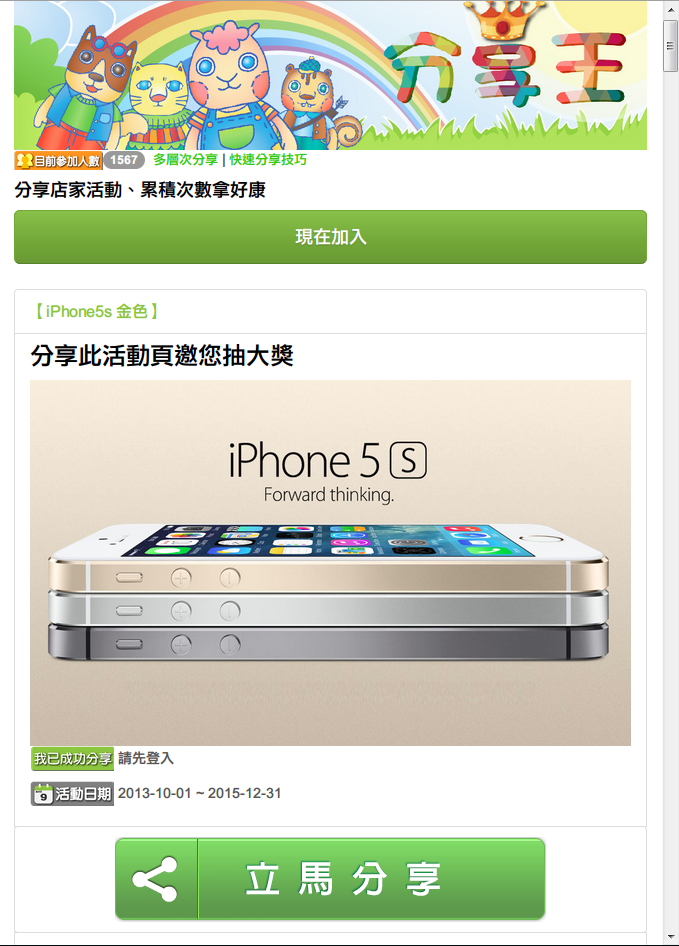 分享王
目前參加人數 1567 多層次分享 | 快速分享技巧
分享店家活動、累積次數拿好康
現在加入
【iPhone5s 金色】
分享此活動頁邀您抽大獎
iPhone 5 S
Forward thinking.
我已成功分享 請先登入
9 活動日期 2013-10-01 ~ 2015-12-31
立馬分享